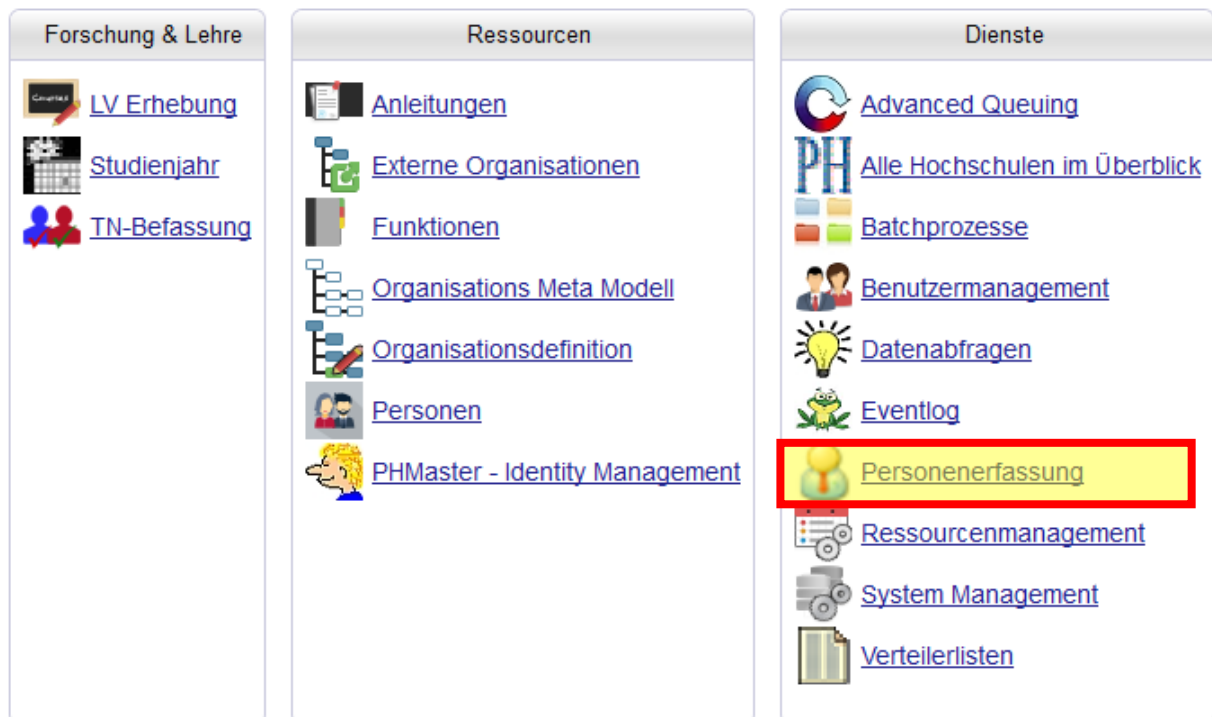 Forschung & Lehre
LV Erhebung
Studienjahr
TN-Befassung
Ressourcen
Anleitungen
Externe Organisationen
Funktionen
Organisations Meta Modell
Organisationsdefinition
Personen
PHMaster - Identity Management
Dienste
Advanced Queuing
PH Alle Hochschulen im Überblick
Batchprozesse
Benutzermanagement
Datenabfragen
Eventlog
Personenerfassung
Ressourcenmanagement
System Management
Verteilerlisten